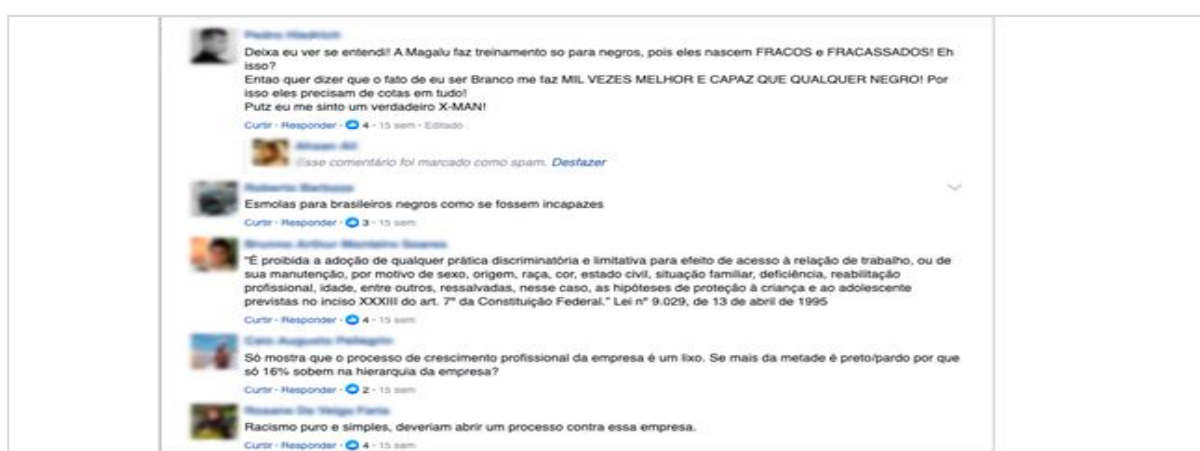 Deixa eu ver se entendi! A Magalu faz treinamento so para negros, pois eles nascem FRACOS e FRACASSADOS! Eh
isso?
Entao quer dizer que o fato de eu ser Branco me faz MIL VEZES MELHOR E CAPAZ QUE QUALQUER NEGRO! Por
isso eles precisam de cotas em tudo!
Putz eu me sinto um verdadeiro X-MAN!
Curtir · Responder · 4 · 15 sem · Editado
Esse comentário foi marcado como spam. Desfazer
Esmolas para brasileiros negros como se fossem incapazes
Curtir · Responder · 3 · 15 sem
"É proibida a adoção de qualquer prática discriminatória e limitativa para efeito de acesso à relação de trabalho, ou de
sua manutenção, por motivo de sexo, origem, raça, cor, estado civil, situação familiar, deficiência, reabilitação
profissional, idade, entre outros, ressalvadas, nesse caso, as hipóteses de proteção à criança e ao adolescente
previstas no inciso XXXIII do art. 7º da Constituição Federal." Lei nº 9.029, de 13 de abril de 1995
Curtir · Responder · 4 · 15 sem
Só mostra que o processo de crescimento profissional da empresa é um lixo. Se mais da metade é preto/pardo por que
só 16% sobem na hierarquia da empresa?
Curtir · Responder · 2 · 15 sem
Racismo puro e simples, deveriam abrir um processo contra essa empresa.
Curtir · Responder · 4 · 15 sem